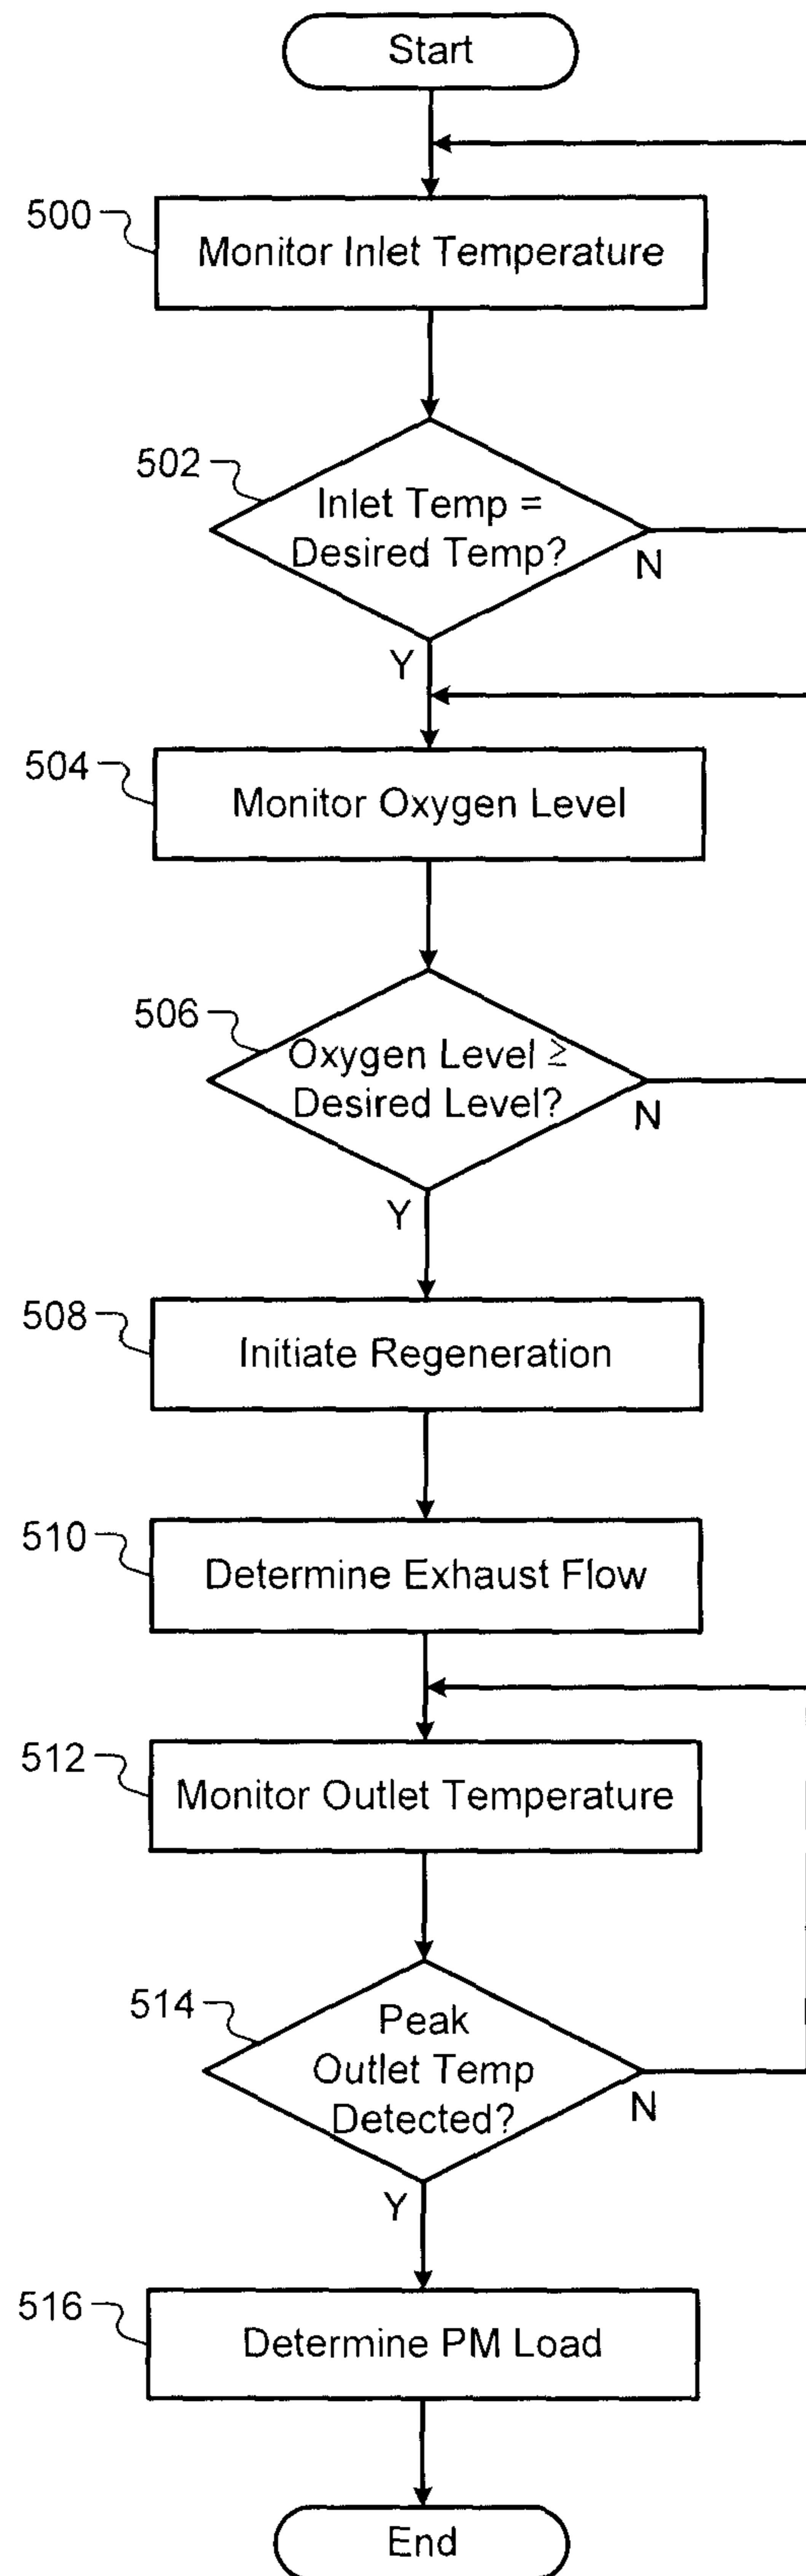 Start
500
Monitor Inlet Temperature
502
Inlet Temp =
Desired Temp?
N
Y
504
Monitor Oxygen Level
506
Oxygen Level ≥
Desired Level?
N
Y
508
Initiate Regeneration
510
Determine Exhaust Flow
512
Monitor Outlet Temperature
514
Peak
Outlet Temp
Detected?
N
Y
516
Determine PM Load
End